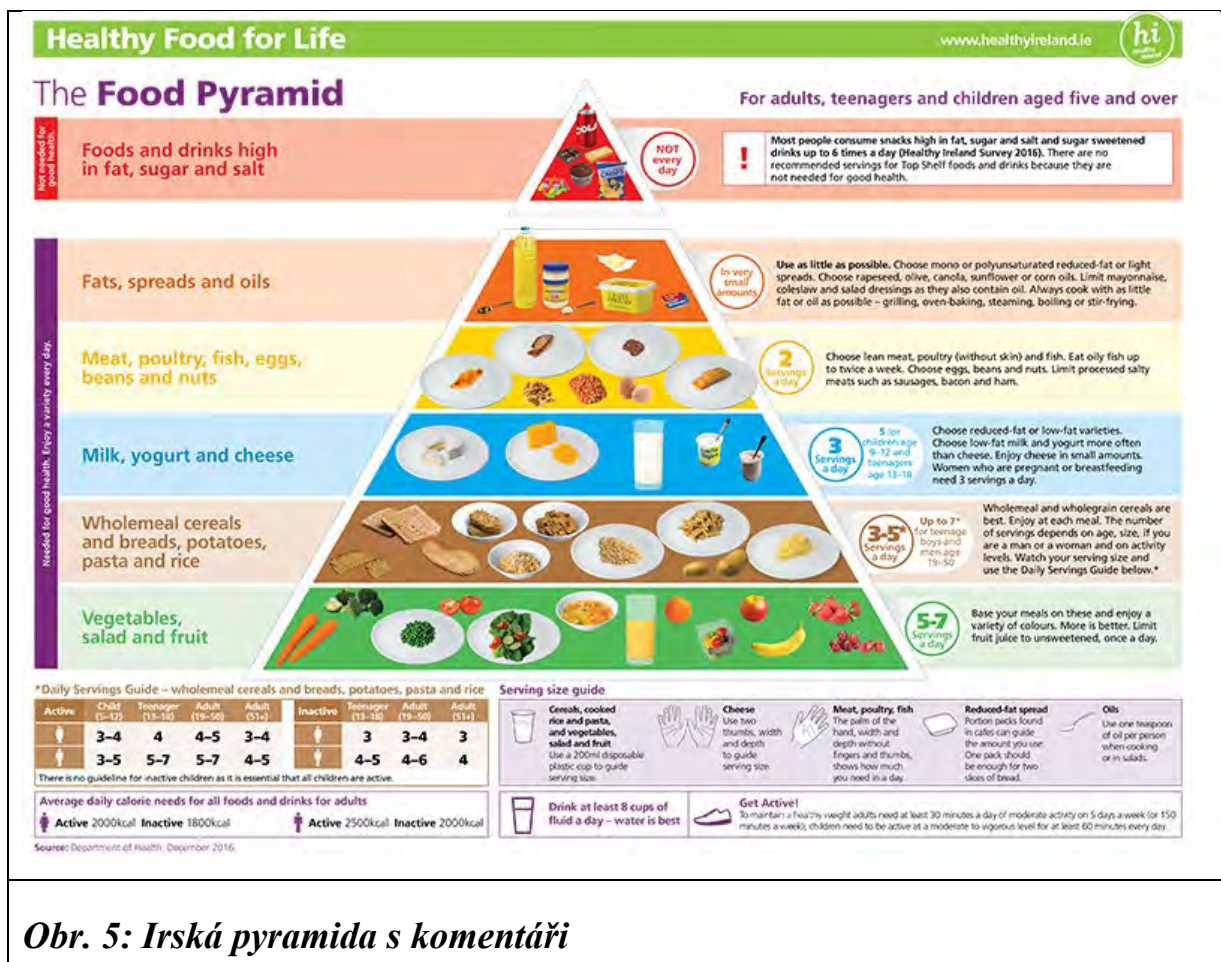 Healthy Food for Life
www.healthyireland.ie
hi
The Food Pyramid
For adults, teenagers and children aged five and over
Not needed for
good health.
Foods and drinks high
in fat, sugar and salt
COLA
CRISPS
NOT
every
day
!
Most people consume snacks high in fat, sugar and salt and sugar sweetened
drinks up to 6 times a day (Healthy Ireland Survey 2016). There are no
recommended servings for Top Shelf foods and drinks because they are
not needed for good health.
Needed for good health. Enjoy a variety every day.
Fats, spreads and oils
In very
small
amounts
Use as little as possible. Choose mono or polyunsaturated reduced-fat or light
spreads. Choose rapeseed, olive, canola, sunflower or corn oils. Limit mayonnaise,
coleslaw and salad dressings as they also contain oil. Always cook with as little
fat or oil as possible – grilling, oven-baking, steaming, boiling or stir-frying.
Meat, poultry, fish, eggs,
beans and nuts
2
Servings
a day
Choose lean meat, poultry (without skin) and fish. Eat oily fish up
to twice a week. Choose eggs, beans and nuts. Limit processed salty
meats such as sausages, bacon and ham.
Milk, yogurt and cheese
3
Servings
a day
5 for
children age
9–12 and
teenagers
age 13–18
Choose reduced-fat or low-fat varieties.
Choose low-fat milk and yogurt more often
than cheese. Enjoy cheese in small amounts.
Women who are pregnant or breastfeeding
need 3 servings a day.
Wholemeal cereals
and breads, potatoes,
pasta and rice
3-5*
Servings
a day
Up to 7*
for teenage
boys and
men age
19–50
Wholemeal and wholegrain cereals are
best. Enjoy at each meal. The number
of servings depends on age, size, if you
are a man or a woman and on activity
levels. Watch your serving size and
use the Daily Servings Guide below.*
Vegetables,
salad and fruit
5-7
Servings
a day
Base your meals on these and enjoy a
variety of colours. More is better. Limit
fruit juice to unsweetened, once a day.
*Daily Servings Guide – wholemeal cereals and breads, potatoes, pasta and rice
Active Child (5–12) Teenager (13–18) Adult (19–50) Adult (51+) Inactive Teenager (13–18) Adult (19–50) Adult (51+)
3–4 4 4–5 3–4 3 3–4 3
3–5 5–7 5–7 4–5 4–5 4–6 4
There is no guideline for inactive children as it is essential that all children are active.
Average daily calorie needs for all foods and drinks for adults
Active 2000kcal Inactive 1800kcal Active 2500kcal Inactive 2000kcal
Source: Department of Health. December 2016.
Serving size guide
Cereals, cooked
rice and pasta,
and vegetables,
salad and fruit
Use a 200ml disposable
plastic cup to guide
serving size.
Cheese
Use two
thumbs, width
and depth
to guide
serving size.
Meat, poultry, fish
The palm of the
hand, width and
depth without
fingers and thumbs,
shows how much
you need in a day.
Reduced-fat spread
Portion packs found
in cafes can guide
the amount you use.
One pack should
be enough for two
slices of bread.
Oils
Use one teaspoon
of oil per person
when cooking
or in salads.
Drink at least 8 cups of
fluid a day – water is best
Get Active!
To maintain a healthy weight adults need at least 30 minutes a day of moderate activity on 5 days a week (or 150
minutes a week); children need to be active at a moderate to vigorous level for at least 60 minutes every day.
Obr. 5: Irská pyramida s komentáři